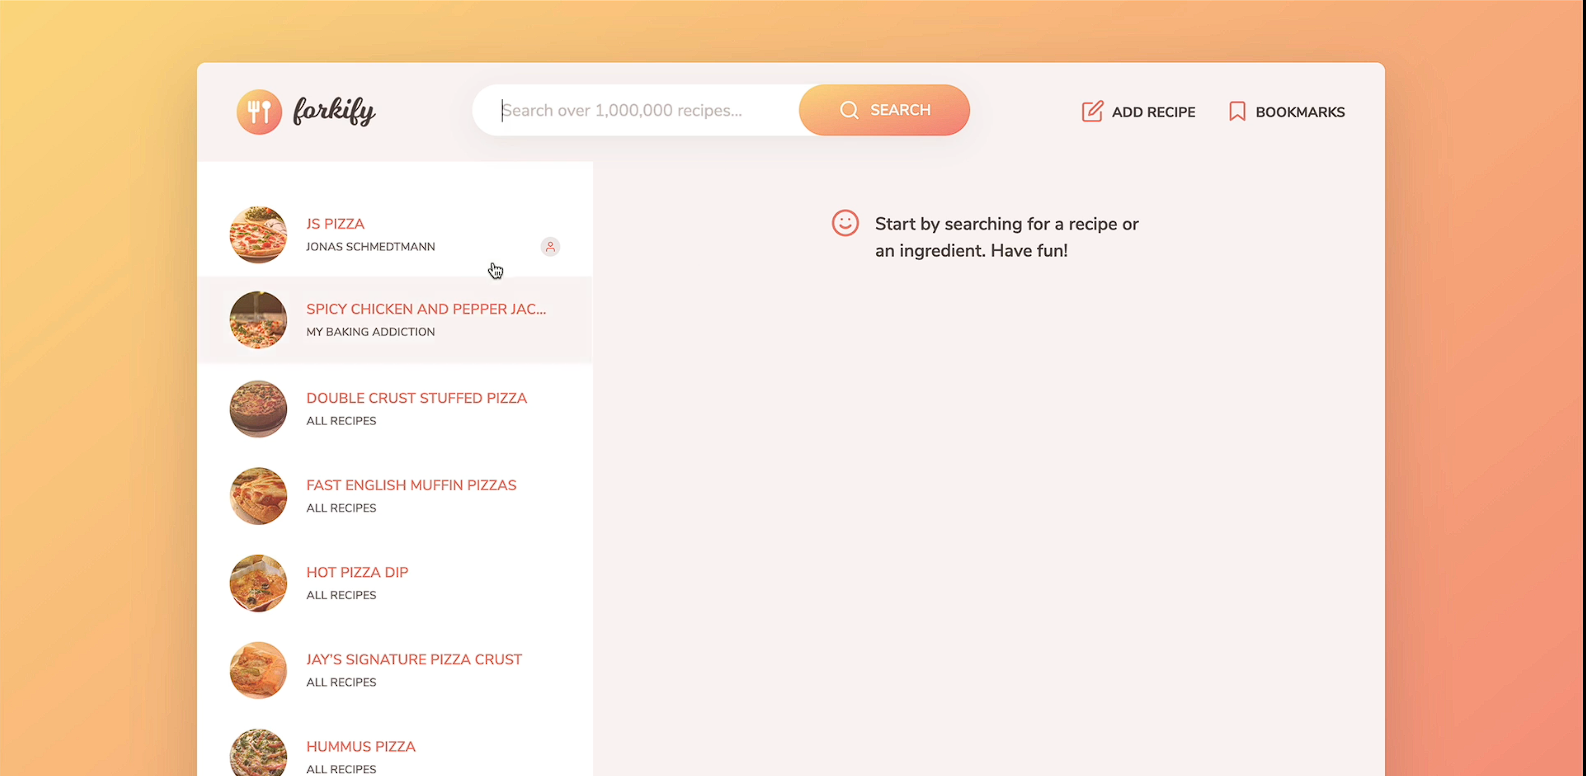 forkify
Search over 1,000,000 recipes...
SEARCH
ADD RECIPE
BOOKMARKS
JS PIZZA
JONAS SCHMEDTMANN
SPICY CHICKEN AND PEPPER JAC...
MY BAKING ADDICTION
DOUBLE CRUST STUFFED PIZZA
ALL RECIPES
FAST ENGLISH MUFFIN PIZZAS
ALL RECIPES
HOT PIZZA DIP
ALL RECIPES
JAY'S SIGNATURE PIZZA CRUST
ALL RECIPES
HUMMUS PIZZA
ALL RECIPES
Start by searching for a recipe or
an ingredient. Have fun!